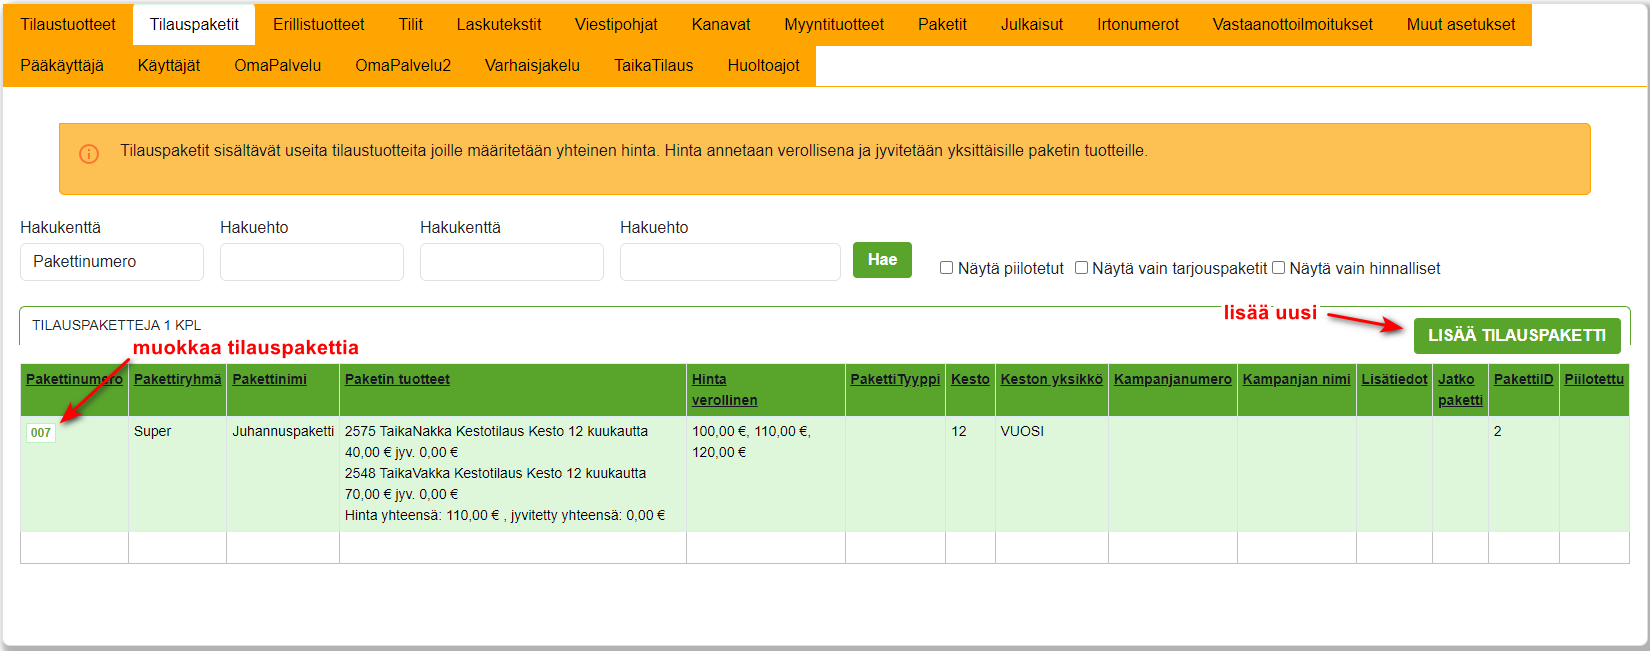 Tilaustuotteet Tilauspaketit Erillistuotteet Tilit Laskutekstit Viestipohjat Kanavat Myyntituotteet Paketit Julkaisut Irtonumerot Vastaanottoilmoitukset Muut asetukset
Pääkäyttäjä Käyttäjät OmaPalvelu OmaPalvelu2 Varhaisjakelu TaikaTilaus Huoltoajot
Tilauspaketit sisältävät useita tilaustuotteita joille määritetään yhteinen hinta. Hinta annetaan verollisena ja jyvitetään yksittäisille paketin tuotteille.
Hakukenttä Hakuehto Hakukenttä Hakuehto
Pakettinumero Hae Näytä piilotetut Näytä vain tarjouspaketit Näytä vain hinnalliset
lisää uusi
TILAUSPAKETTEJA 1 KPL LISÄÄ TILAUSPAKETTI
muokkaa tilauspakettia
Pakettinumero Pakettiryhmä Pakettinimi Paketin tuotteet Hinta PakettiTyyppi Kesto Keston yksikkö Kampanjanumero Kampanjan nimi Lisätiedot Jatko PakettiID Piilotettu
verollinen paketti
007 Super Juhannuspaketti 2575 TaikaNakka Kestotilaus Kesto 12 kuukautta 100,00 €, 110,00 €, 12 VUOSI 2
40,00 € jyv. 0,00 € 120,00 €
2548 TaikaVakka Kestotilaus Kesto 12 kuukautta
70,00 € jyv. 0,00 €
Hinta yhteensä: 110,00 € , jyvitetty yhteensä: 0,00 €